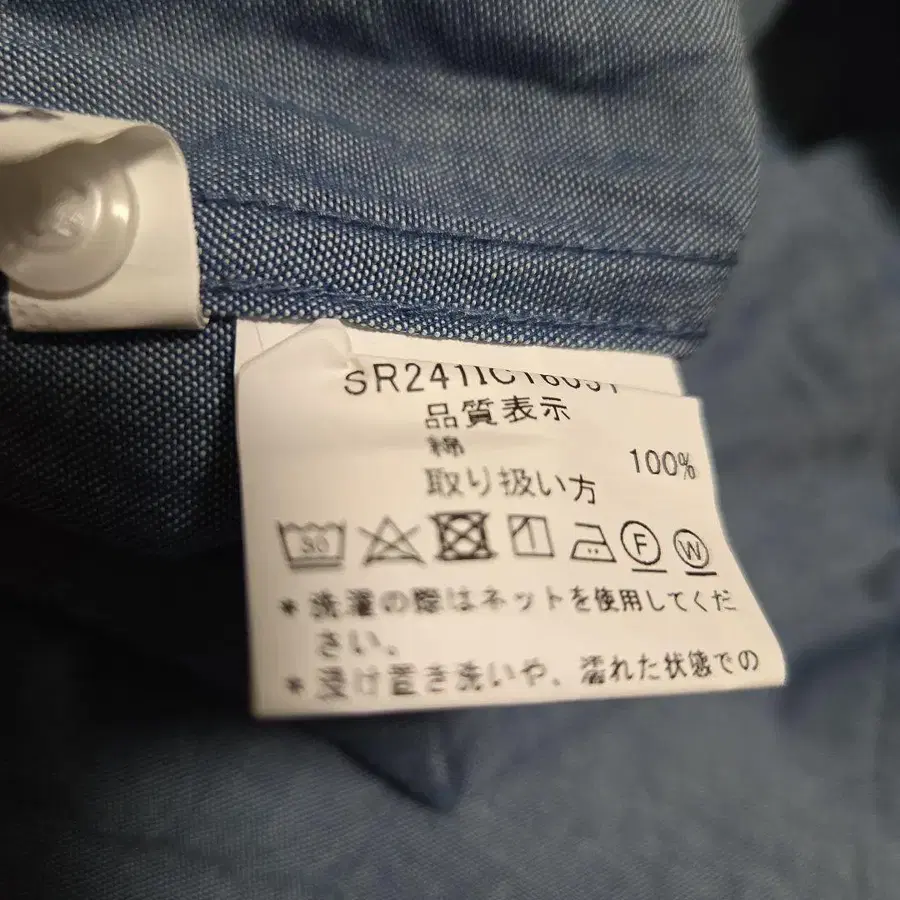 品質表示
綿 100%
取り扱い方
30
F
W
* 洗濯の際はネットを使用してくだ
さい。
* 浸け置き洗いや、濡れた状態での